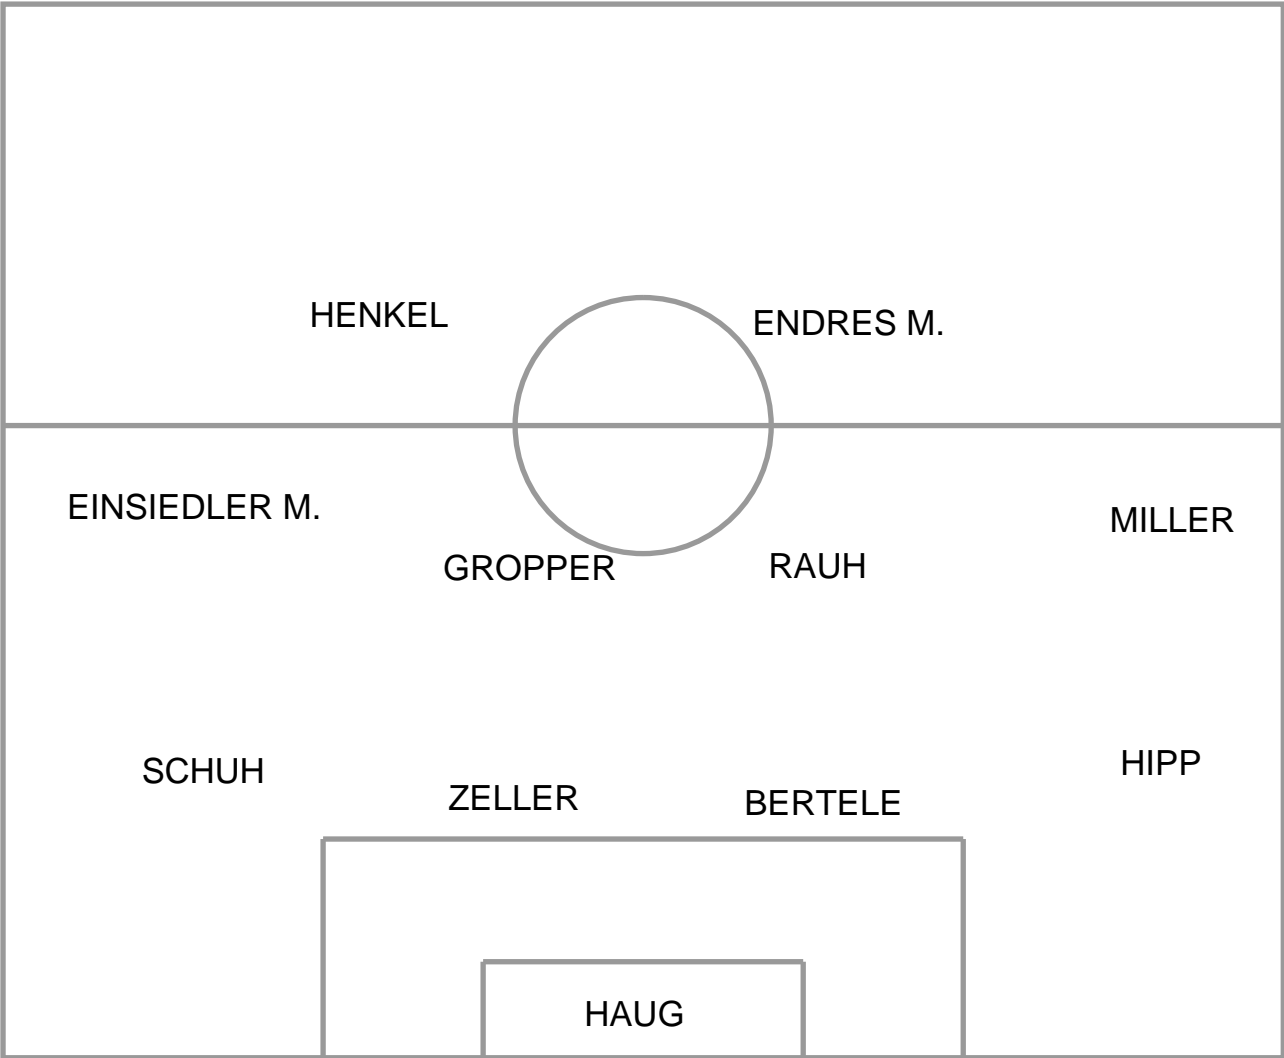 HENKEL
ENDRES M.
EINSIEDLER M.
MILLER
GROPPER
RAUH
SCHUH
HIPP
ZELLER
BERTELE
HAUG